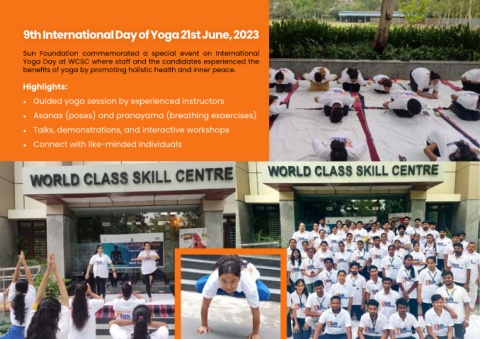 9th International Day of Yoga 21st June, 2023
Sun Foundation commemorated a special event on International
Yoga Day at WCSC where staff and the candidates experienced the
benefits of yoga by promoting holistic health and inner peace.
Highlights:
• Guided yoga session by experienced instructors
• Asanas (poses) and pranayama (breathing exoercises)
• Talks, demonstrations, and interactive workshops
• Connect with like-minded individuals
WORLD CLASS SKILL CENTRE
WORLD CLASS SKILL CENTRE